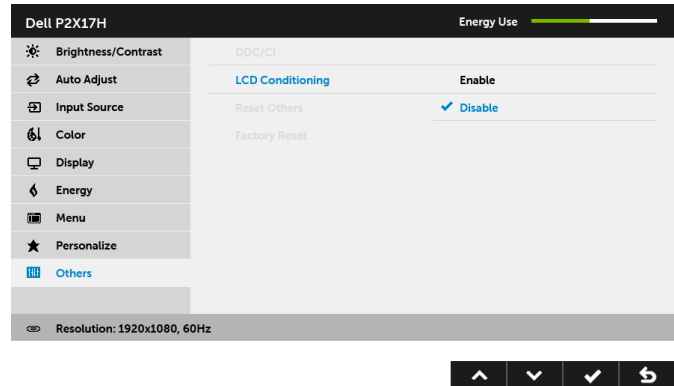 Dell P2X17H Energy Use
Brightness/Contrast DDC/CI
Auto Adjust LCD Conditioning Enable
Input Source Reset Others Disable
Color Factory Reset
Display
Energy
Menu
Personalize
Others
Resolution: 1920x1080, 60Hz